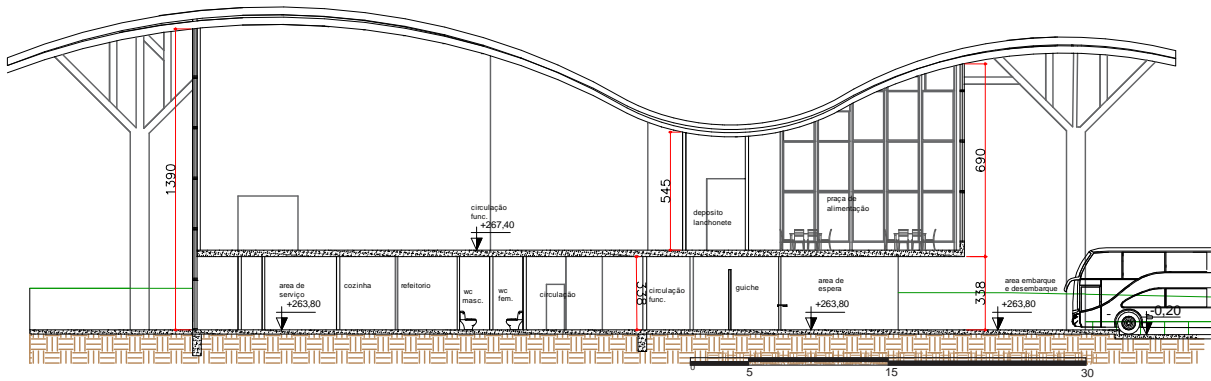 1390
545
690
circulação
func.
+267,40
deposito
lanchonete
praça de
alimentação
area de
serviço
+263,80
cozinha
refeitorio
wc
masc.
wc
fem.
circulação
338
circulação
func.
guiche
area de
espera
+263,80
338
area embarque
e desembarque
+263,80
-0,20
0
5
15
30